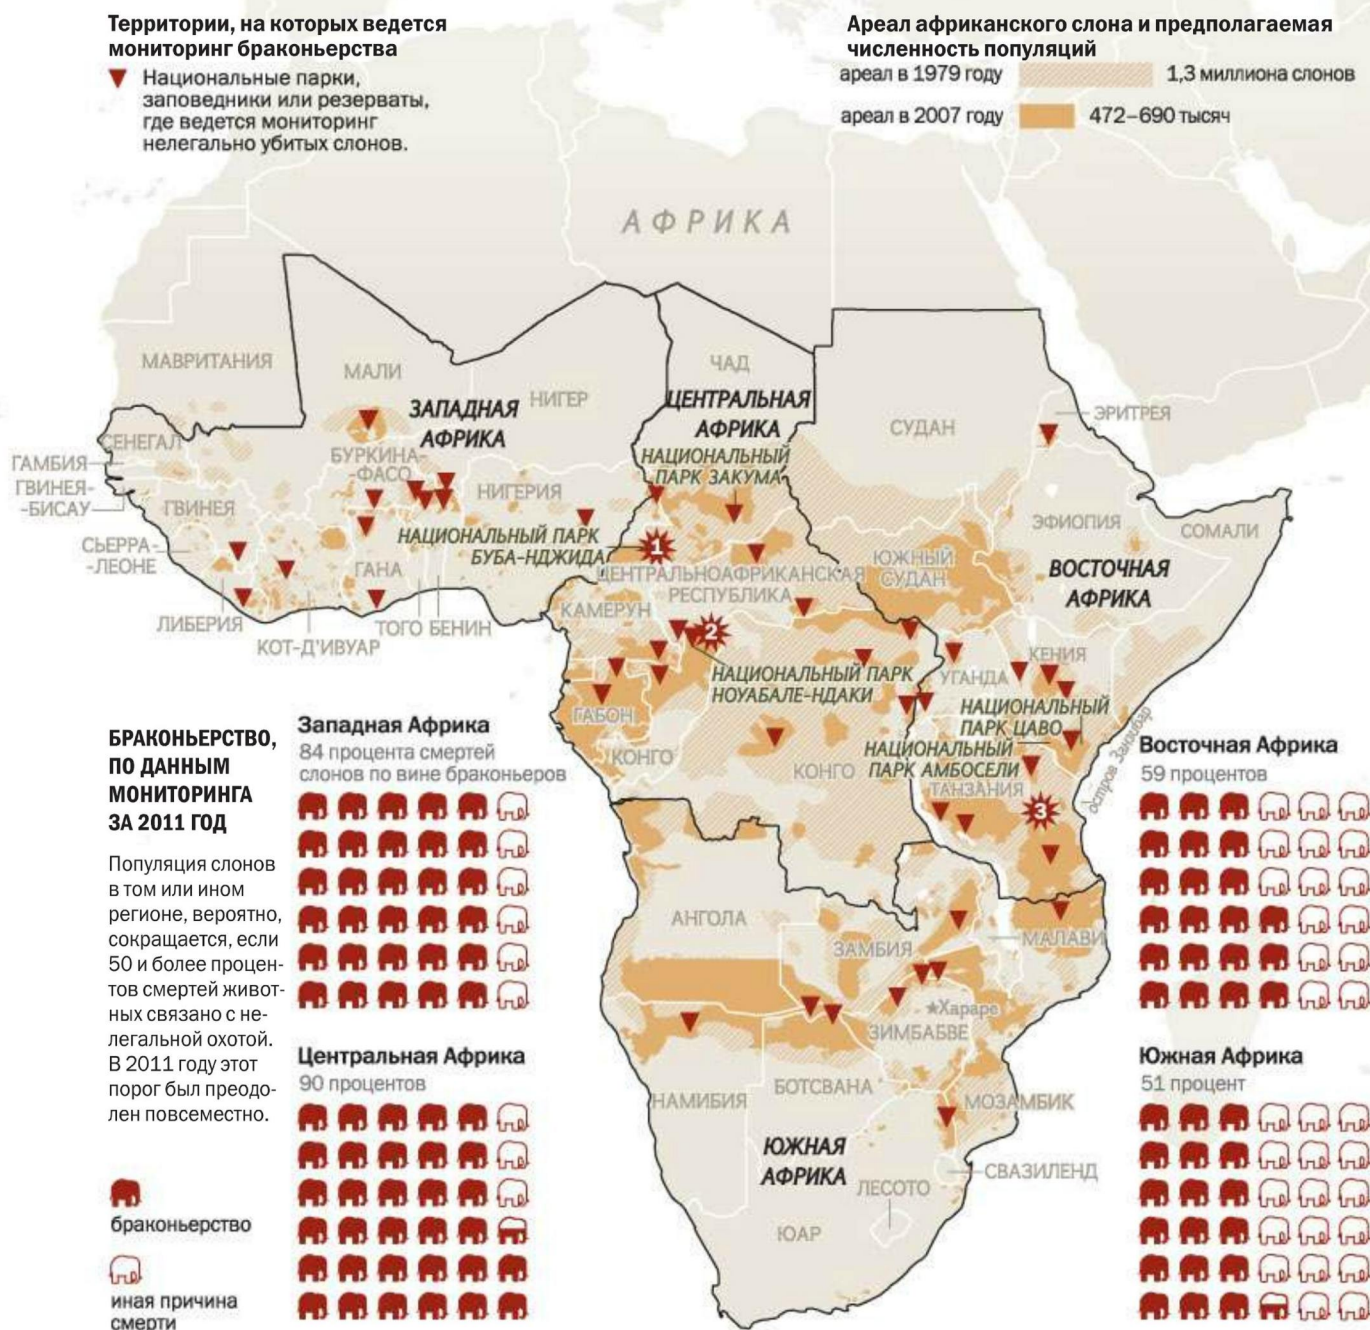 Территории, на которых ведется
мониторинг браконьерства
Национальные парки,
заповедники или резерваты,
где ведется мониторинг
нелегально убитых слонов.
Ареал африканского слона и предполагаемая
численность популяций
ареал в 1979 году
1,3 миллиона слонов
ареал в 2007 году
472–690 тысяч
АФРИКА
МАВРИТАНИЯ
МАЛИ
НИГЕР
ЧАД
СУДАН
ЭРИТРЕЯ
ЗАПАДНАЯ
АФРИКА
ЦЕНТРАЛЬНАЯ
АФРИКА
СЕНЕГАЛ
ГАМБИЯ
ГВИНЕЯ-
-БИСАУ
ГВИНЕЯ
БУРКИНА-
-ФАСО
НИГЕРИЯ
НАЦИОНАЛЬНЫЙ
ПАРК ЗАКУМА
ЭФИОПИЯ
СОМАЛИ
СЬЕРРА-
-ЛЕОНЕ
ГАНА
НАЦИОНАЛЬНЫЙ ПАРК
БУБА-НДЖИДА
1
ЦЕНТРАЛЬНОАФРИКАНСКАЯ
РЕСПУБЛИКА
ЮЖНЫЙ
СУДАН
ВОСТОЧНАЯ
АФРИКА
ЛИБЕРИЯ
КОТ-Д'ИВУАР
ТОГО
БЕНИН
КАМЕРУН
2
НАЦИОНАЛЬНЫЙ ПАРК
НОУАБАЛЕ-НДАКИ
УГАНДА
КЕНИЯ
ГАБОН
КОНГО
КОНГО
НАЦИОНАЛЬНЫЙ
ПАРК ЦАВО
НАЦИОНАЛЬНЫЙ
ПАРК АМБОСЕЛИ
ТАНЗАНИЯ
остров Занзибар
3
АНГОЛА
ЗАМБИЯ
МАЛАВИ
Хараре
ЗИМБАБВЕ
НАМИБИЯ
БОТСВАНА
МОЗАМБИК
ЮЖНАЯ
АФРИКА
СВАЗИЛЕНД
ЛЕСОТО
ЮАР
БРАКОНЬЕРСТВО,
ПО ДАННЫМ
МОНИТОРИНГА
ЗА 2011 ГОД
Популяция слонов
в том или ином
регионе, вероятно,
сокращается, если
50 и более процен-
тов смертей живот-
ных связано с не-
легальной охотой.
В 2011 году этот
порог был преодо-
лен повсеместно.
браконьерство
иная причина
смерти
Западная Африка
84 процента смертей
слонов по вине браконьеров
Центральная Африка
90 процентов
Восточная Африка
59 процентов
Южная Африка
51 процент